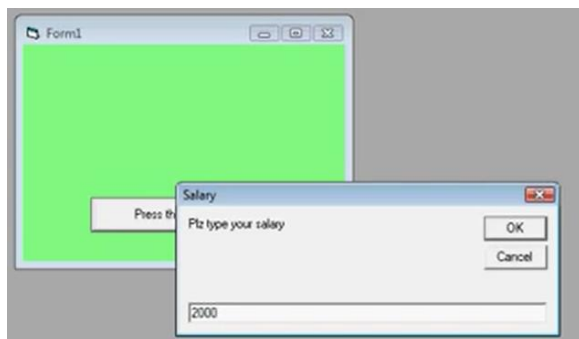 Form1
Salary
Plz type your salary
OK
Cancel
Press th
2000